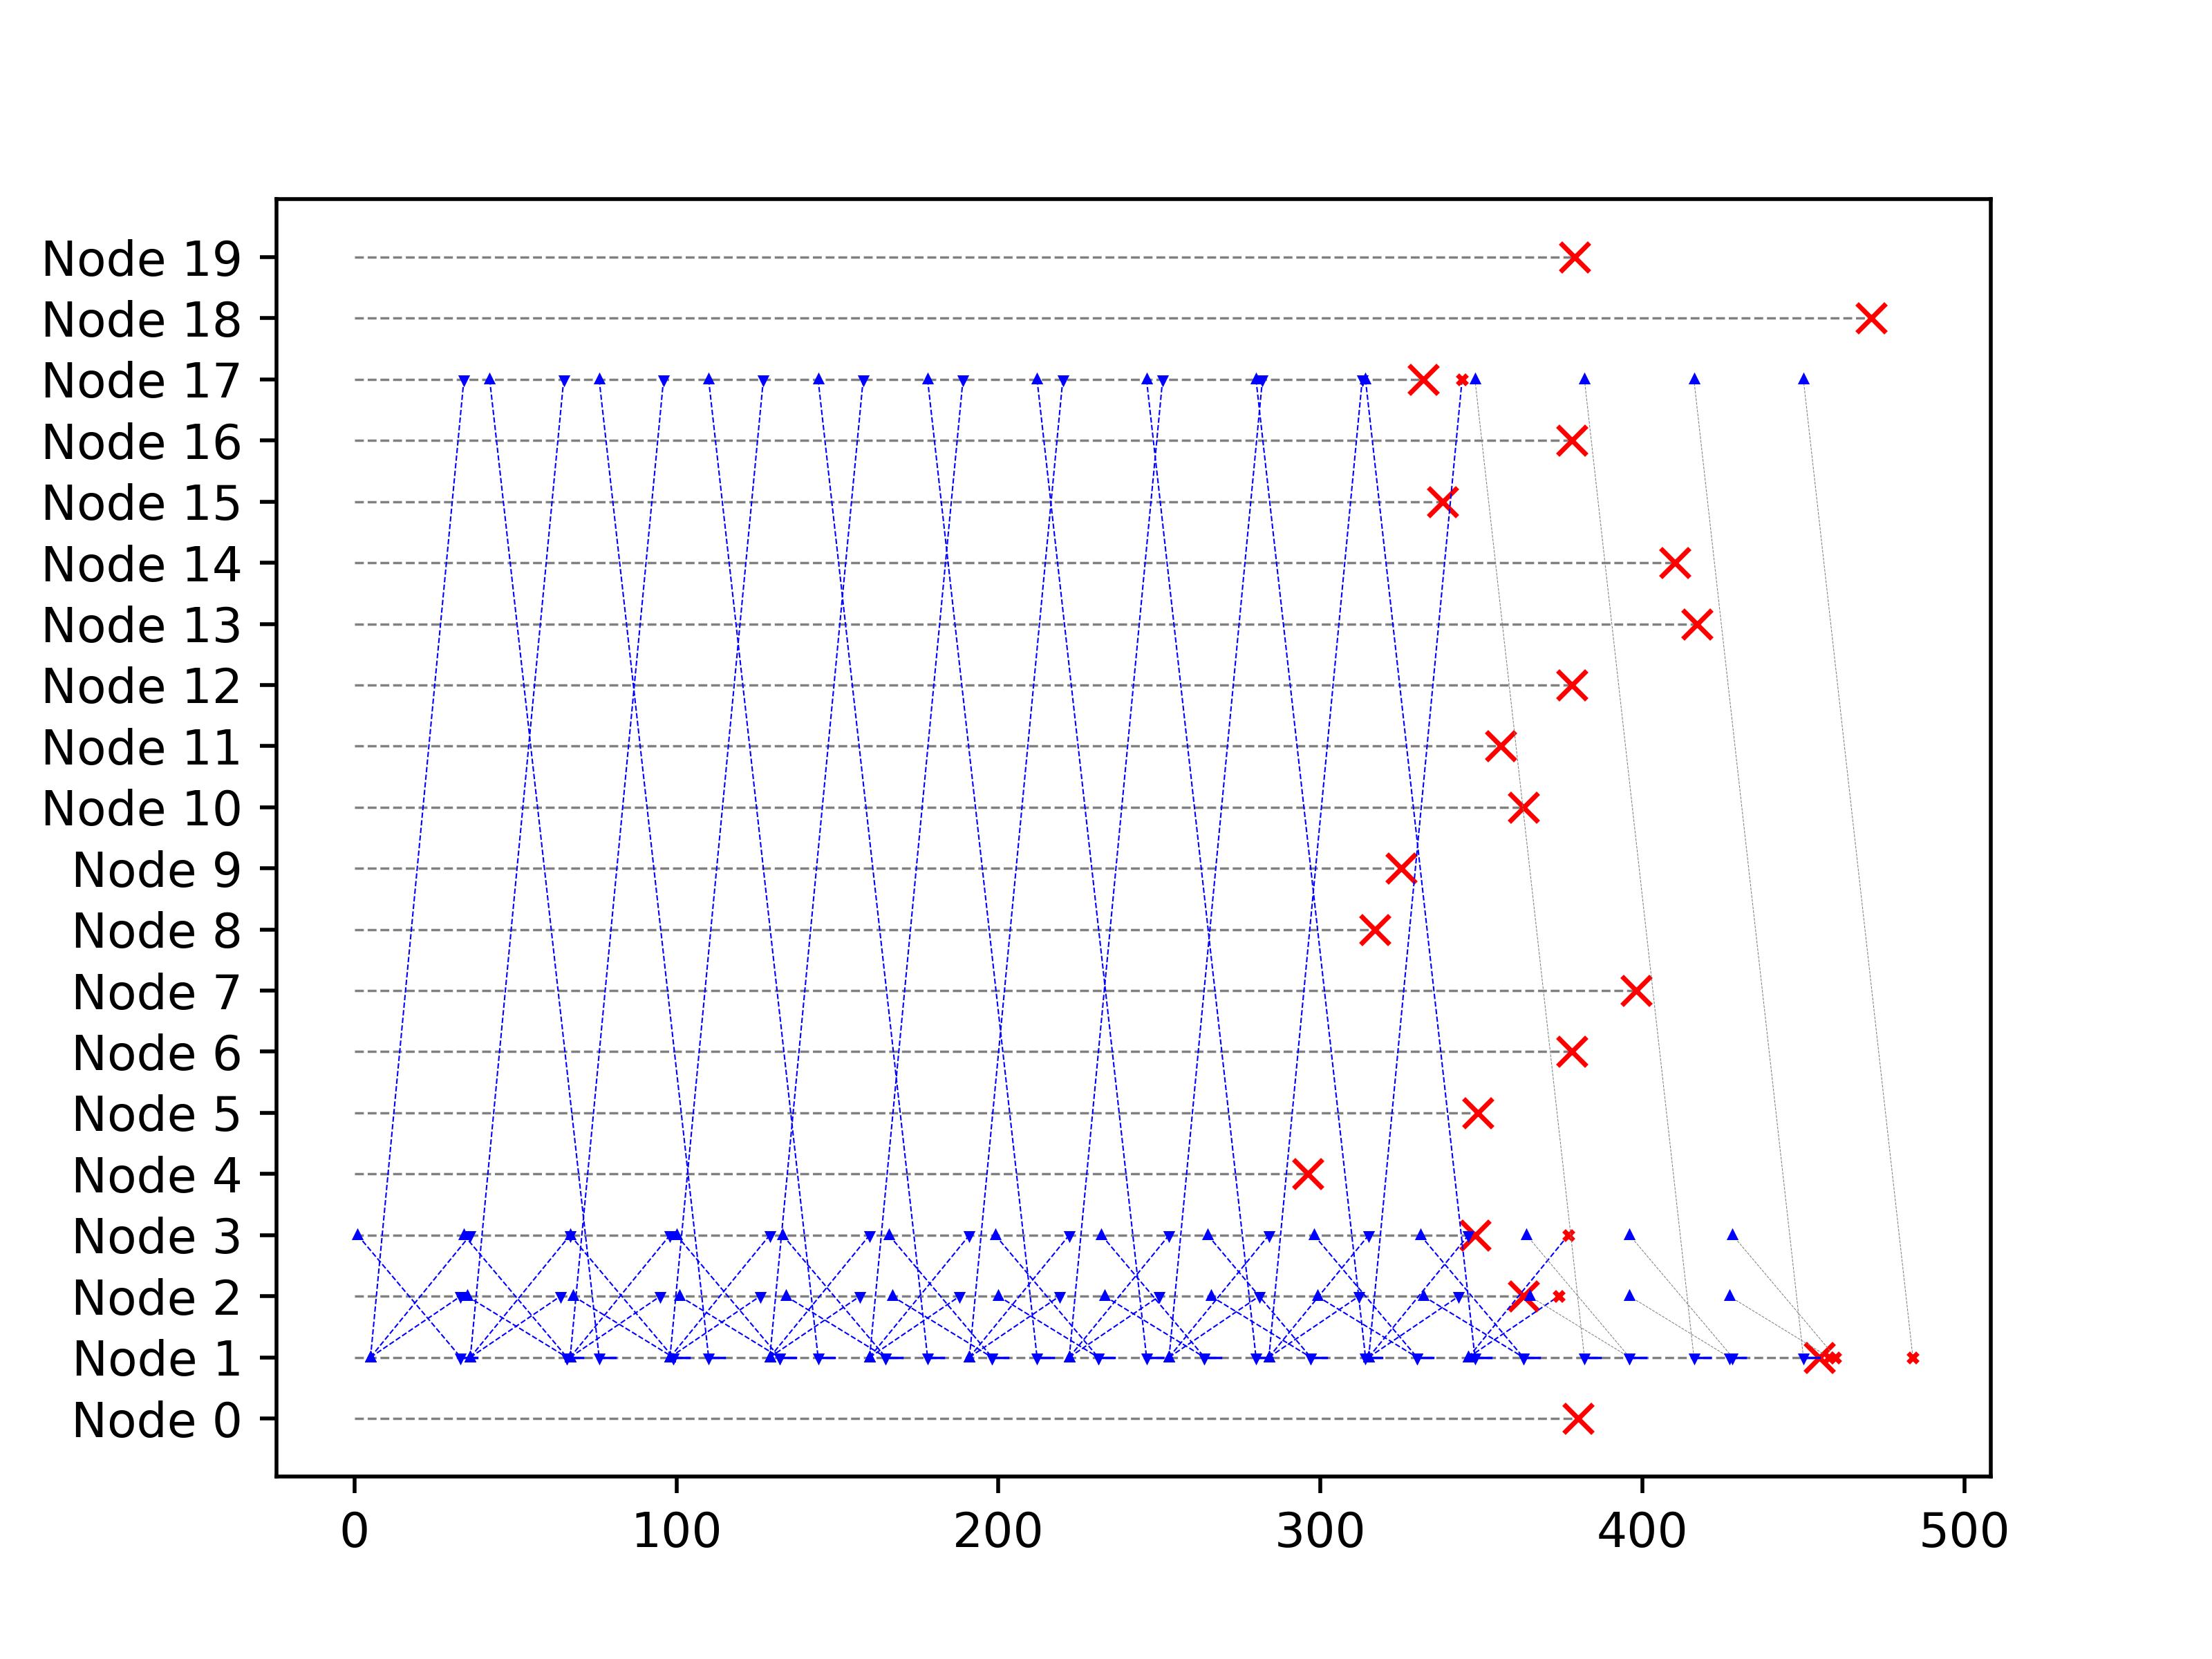 Node 19
Node 18
Node 17
Node 16
Node 15
Node 14
Node 13
Node 12
Node 11
Node 10
Node 9
Node 8
Node 7
Node 6
Node 5
Node 4
Node 3
Node 2
Node 1
Node 0
0 100 200 300 400 500